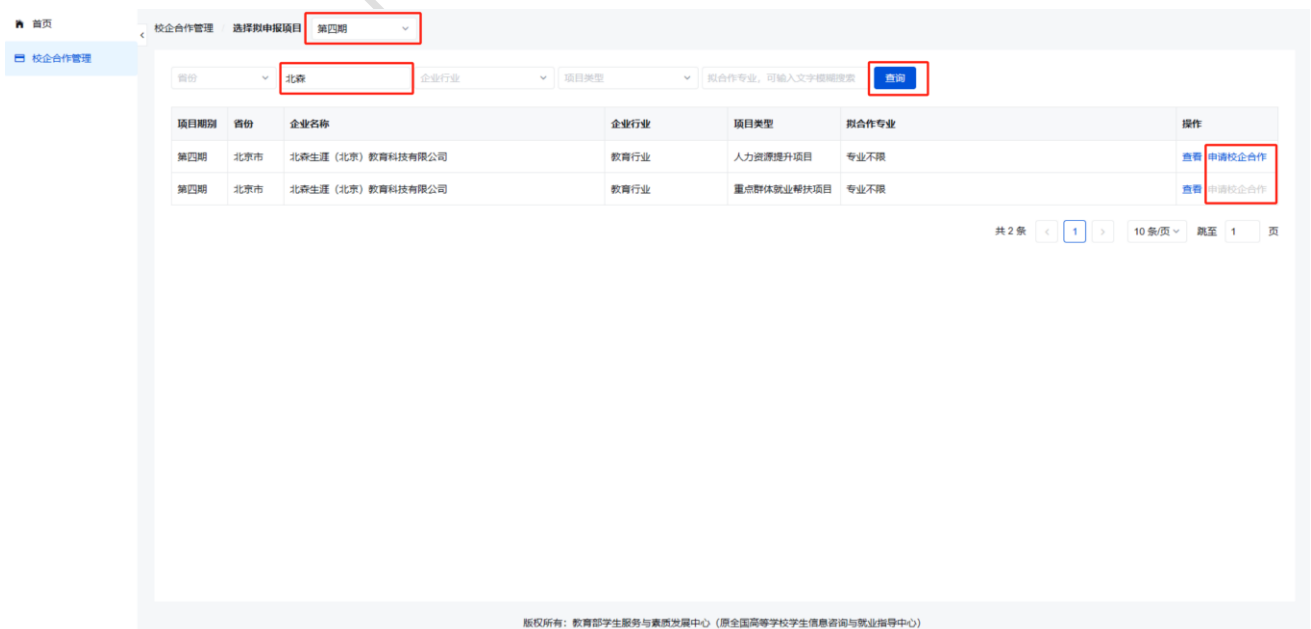 首页
校企合作管理
校企合作管理 选择拟申报项目 第四期
省份 北森 企业行业 项目类型 拟合作专业，可输入文字模糊搜索 查询
项目期别 省份 企业名称 企业行业 项目类型 拟合作专业 操作
第四期 北京市 北森生涯（北京）教育科技有限公司 教育行业 人力资源提升项目 专业不限 查看 申请校企合作
第四期 北京市 北森生涯（北京）教育科技有限公司 教育行业 重点群体就业帮扶项目 专业不限 查看 申请校企合作
共 2 条 < 1 > 10 条/页 跳至 1 页
版权所有：教育部学生服务与素质发展中心（原全国高等学校学生信息咨询与就业指导中心）